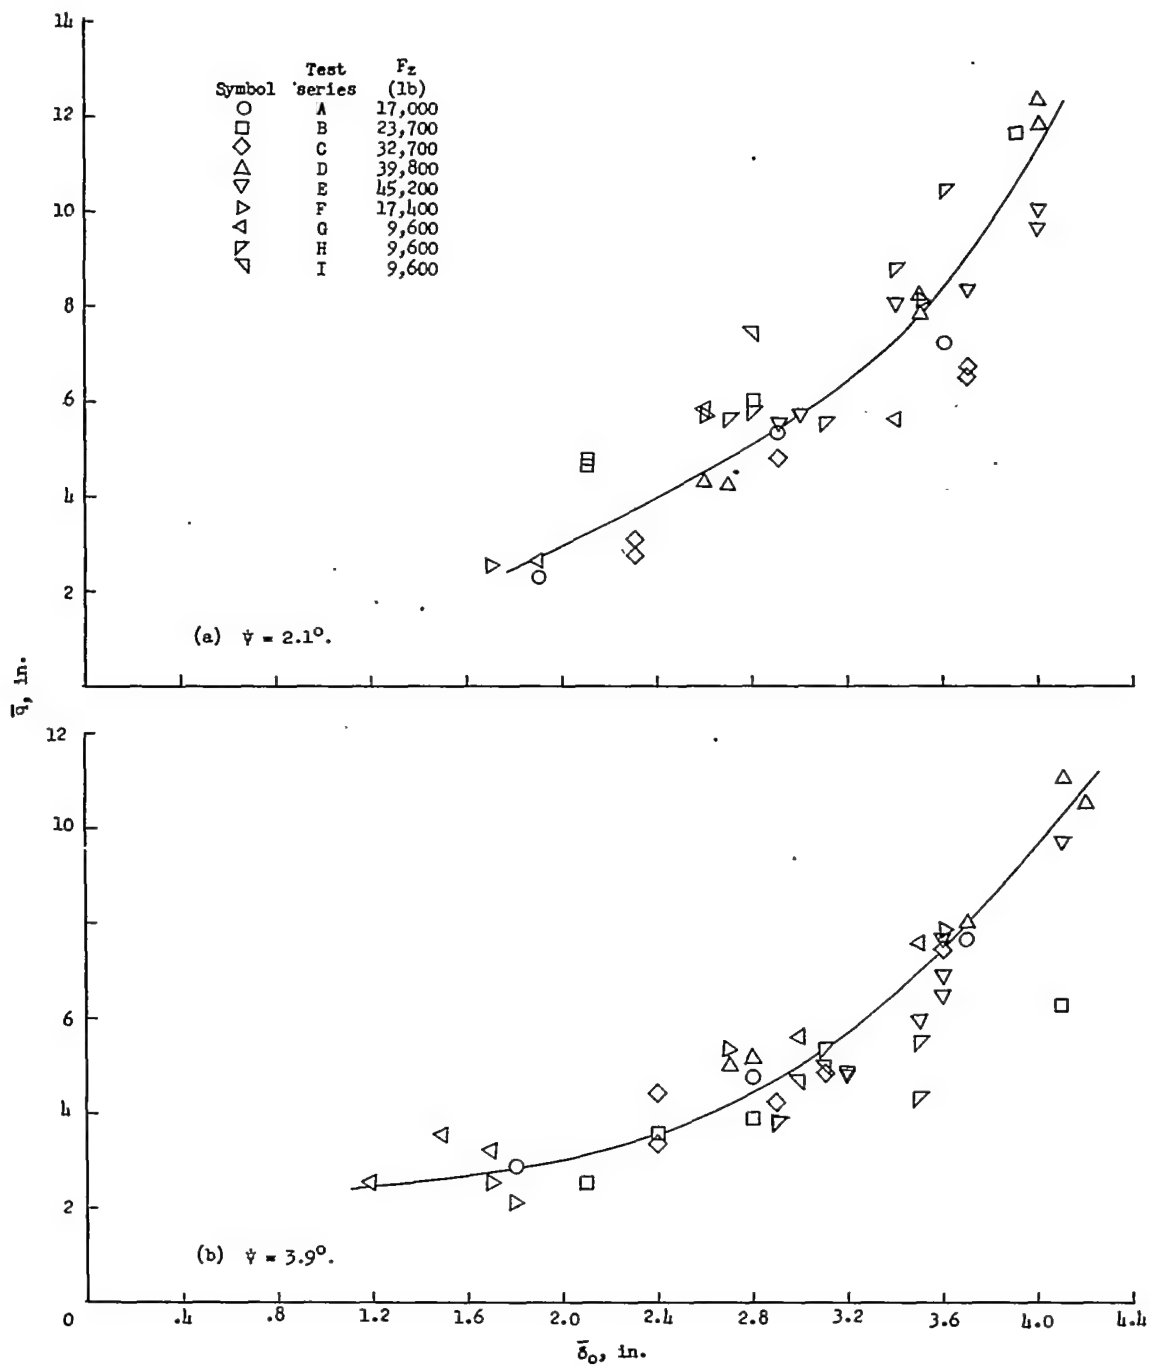 14
12
10
8
6
4
2
Test F_z
Symbol series (lb)
A 17,000
B 23,700
C 32,700
D 39,800
E 45,200
F 17,400
G 9,600
H 9,600
I 9,600
(a) ψ = 2.1°.
q̄, in.
12
10
6
4
2
(b) ψ = 3.9°.
0 .4 .8 1.2 1.6 2.0 2.4 2.8 3.2 3.6 4.0 4.4
δ̄₀, in.